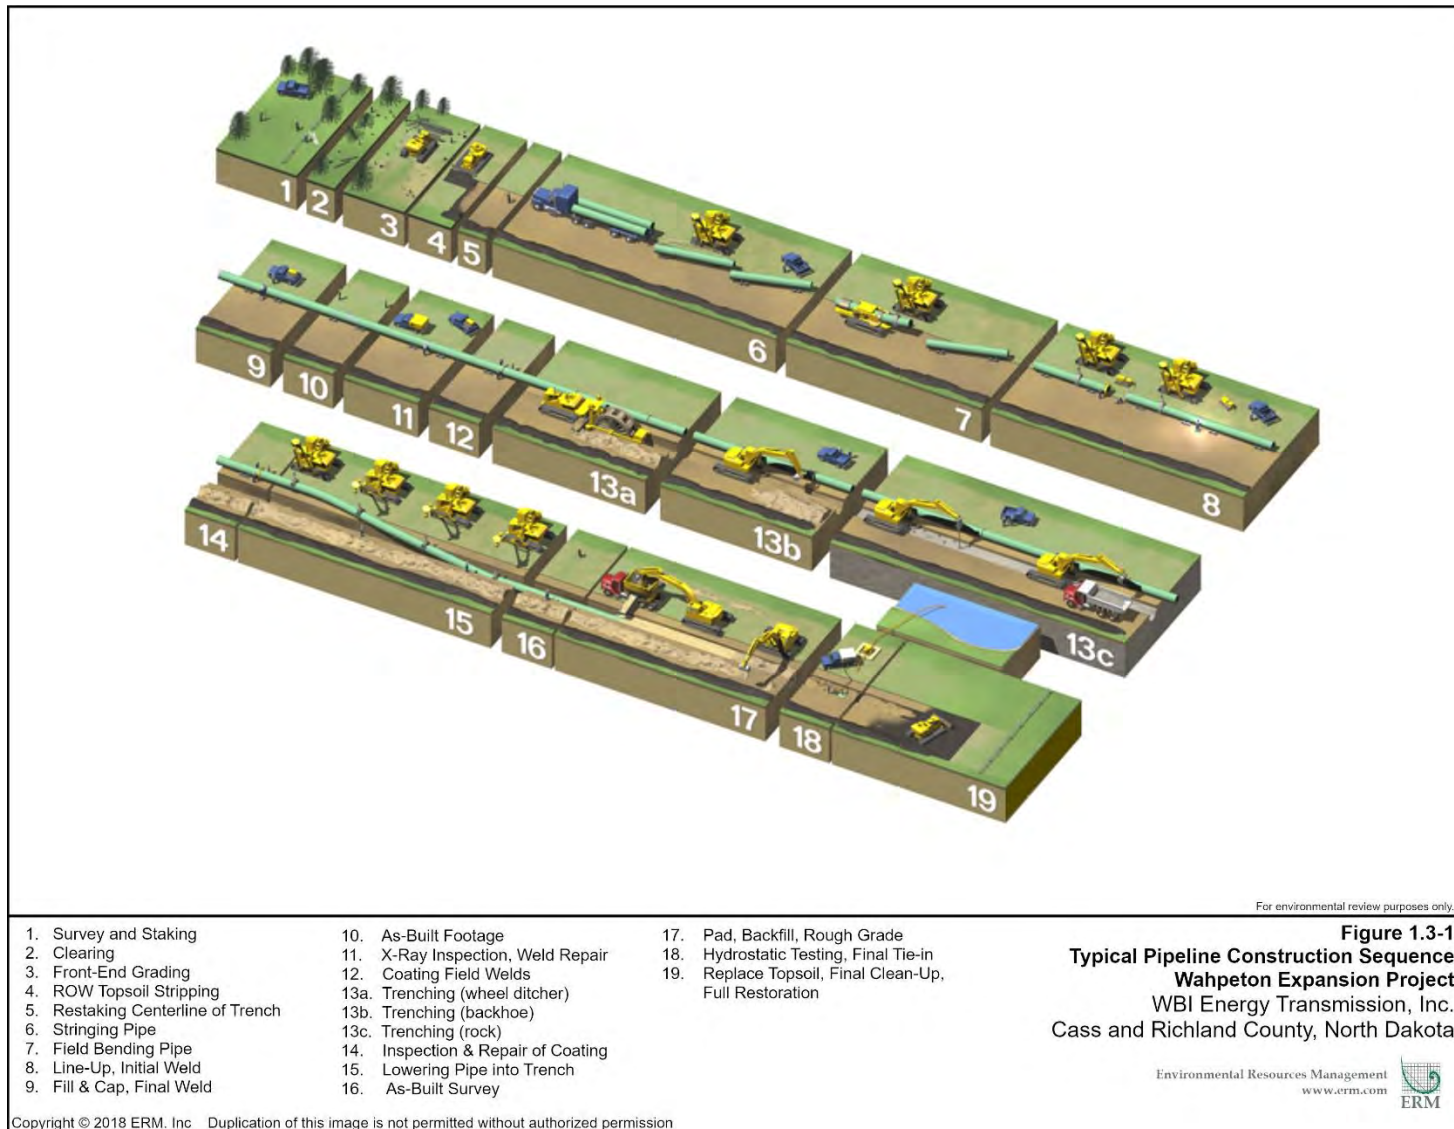 1
2
3
4
5
6
7
8
9
10
11
12
13a
13b
13c
14
15
16
17
18
19
For environmental review purposes only.
1. Survey and Staking
2. Clearing
3. Front-End Grading
4. ROW Topsoil Stripping
5. Restaking Centerline of Trench
6. Stringing Pipe
7. Field Bending Pipe
8. Line-Up, Initial Weld
9. Fill & Cap, Final Weld
10. As-Built Footage
11. X-Ray Inspection, Weld Repair
12. Coating Field Welds
13a. Trenching (wheel ditcher)
13b. Trenching (backhoe)
13c. Trenching (rock)
14. Inspection & Repair of Coating
15. Lowering Pipe into Trench
16. As-Built Survey
17. Pad, Backfill, Rough Grade
18. Hydrostatic Testing, Final Tie-in
19. Replace Topsoil, Final Clean-Up,
Full Restoration
Figure 1.3-1
Typical Pipeline Construction Sequence
Wahpeton Expansion Project
WBI Energy Transmission, Inc.
Cass and Richland County, North Dakota
Environmental Resources Management
www.erm.com
ERM
Copyright © 2018 ERM. Inc Duplication of this image is not permitted without authorized permission